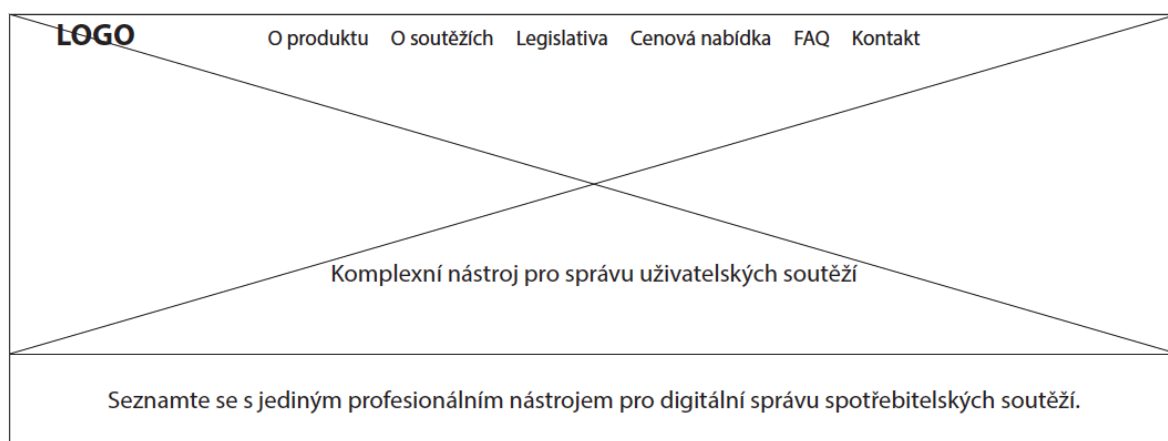 LOGO O produktu O soutěžích Legislativa Cenová nabídka FAQ Kontakt
Komplexní nástroj pro správu uživatelských soutěží
Seznamte se s jediným profesionálním nástrojem pro digitální správu spotřebitelských soutěží.